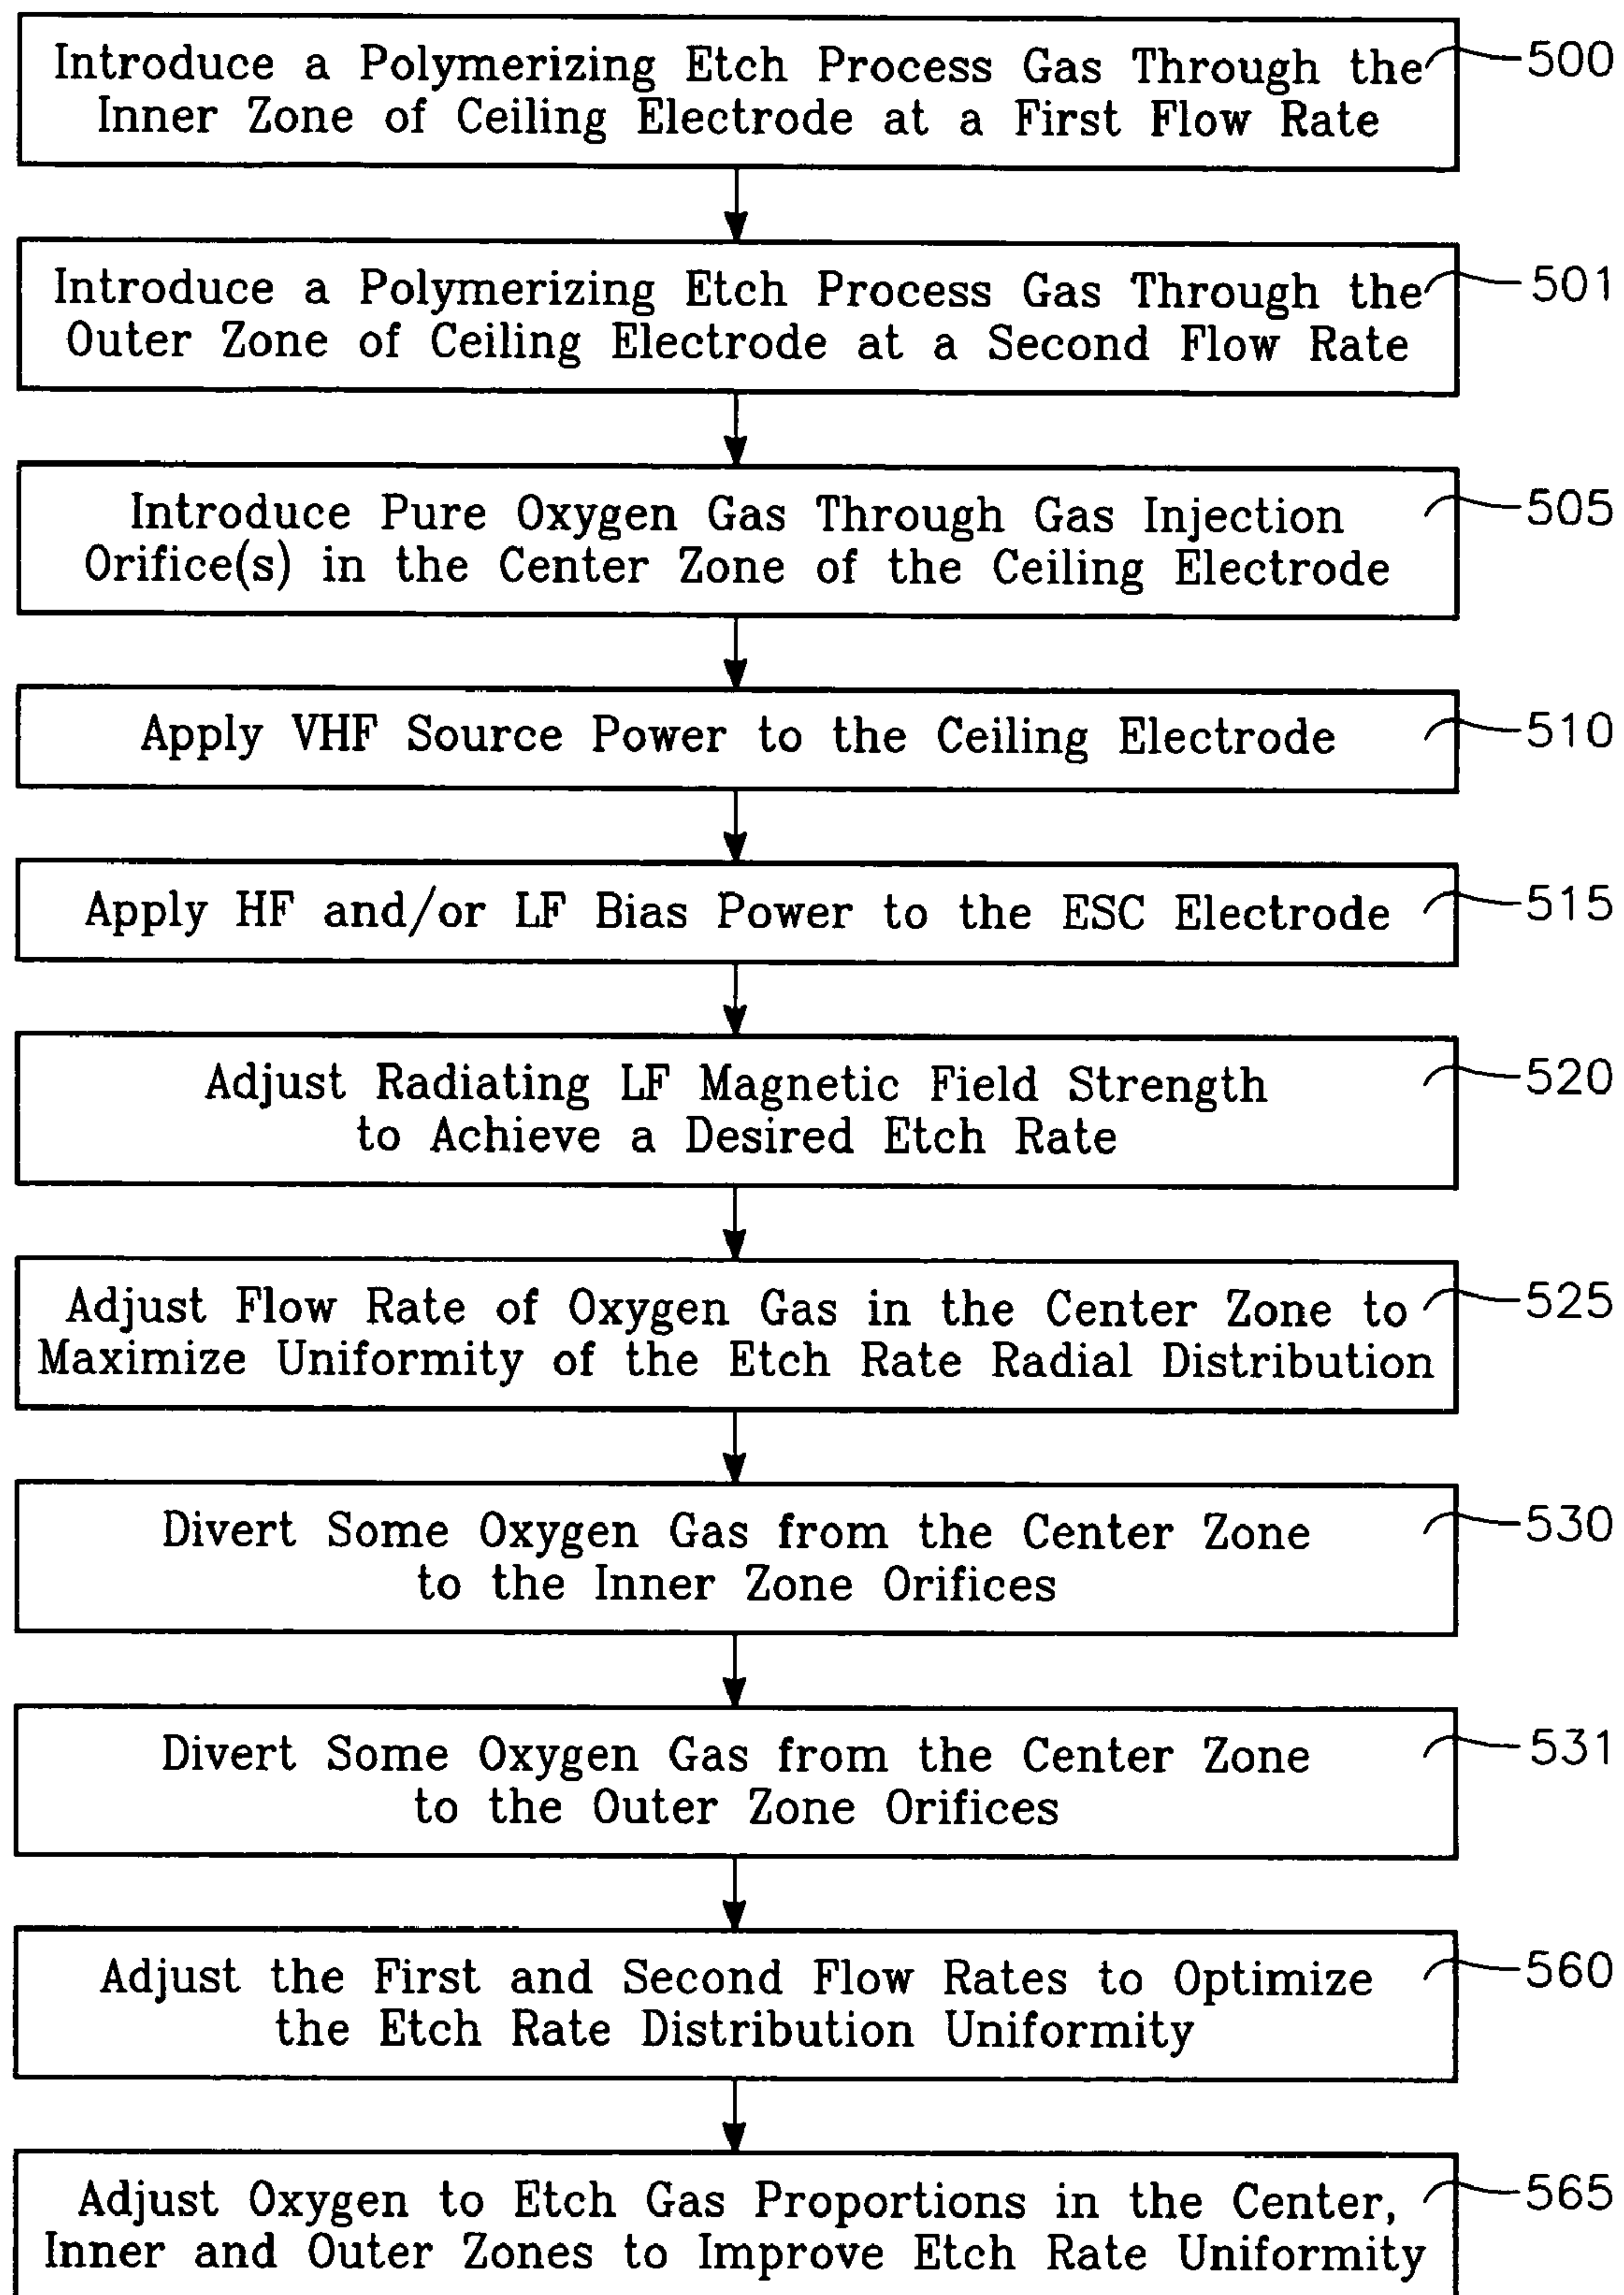 Introduce a Polymerizing Etch Process Gas Through the
Inner Zone of Ceiling Electrode at a First Flow Rate
500
Introduce a Polymerizing Etch Process Gas Through the
Outer Zone of Ceiling Electrode at a Second Flow Rate
501
Introduce Pure Oxygen Gas Through Gas Injection
Orifice(s) in the Center Zone of the Ceiling Electrode
505
Apply VHF Source Power to the Ceiling Electrode
510
Apply HF and/or LF Bias Power to the ESC Electrode
515
Adjust Radiating LF Magnetic Field Strength
to Achieve a Desired Etch Rate
520
Adjust Flow Rate of Oxygen Gas in the Center Zone to
Maximize Uniformity of the Etch Rate Radial Distribution
525
Divert Some Oxygen Gas from the Center Zone
to the Inner Zone Orifices
530
Divert Some Oxygen Gas from the Center Zone
to the Outer Zone Orifices
531
Adjust the First and Second Flow Rates to Optimize
the Etch Rate Distribution Uniformity
560
Adjust Oxygen to Etch Gas Proportions in the Center,
Inner and Outer Zones to Improve Etch Rate Uniformity
565